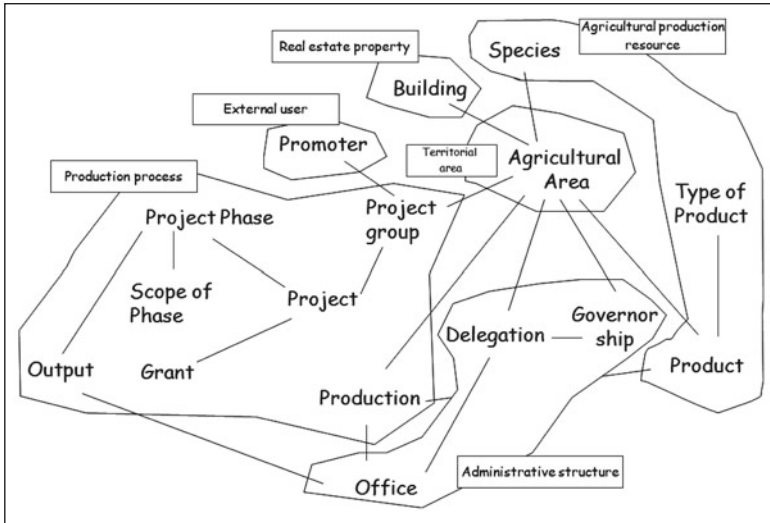 Real estate property
Species
Agricultural production
resource
Building
External user
Promoter
Territorial
area
Agricultural
Area
Production process
Project
group
Type of
Product
Project Phase
Scope of
Phase
Project
Delegation
Governor
ship
Output
Grant
Production
Product
Office
Administrative structure